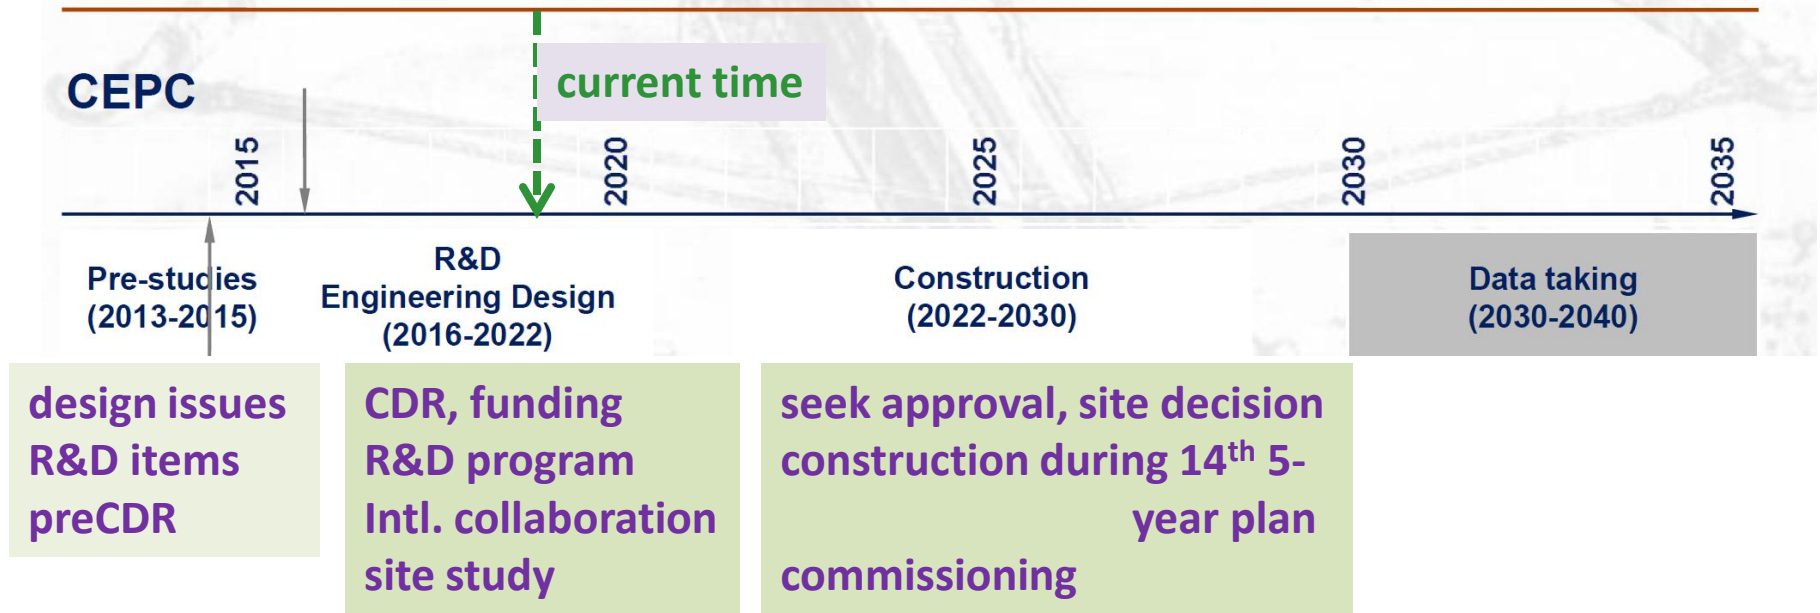 current time
CEPC
2015
2020
2025
2030
2035
Pre-studies
(2013-2015)
R&D
Engineering Design
(2016-2022)
Construction
(2022-2030)
Data taking
(2030-2040)
design issues
R&D items
preCDR
CDR, funding
R&D program
Intl. collaboration
site study
seek approval, site decision
construction during 14th 5-
year plan
commissioning